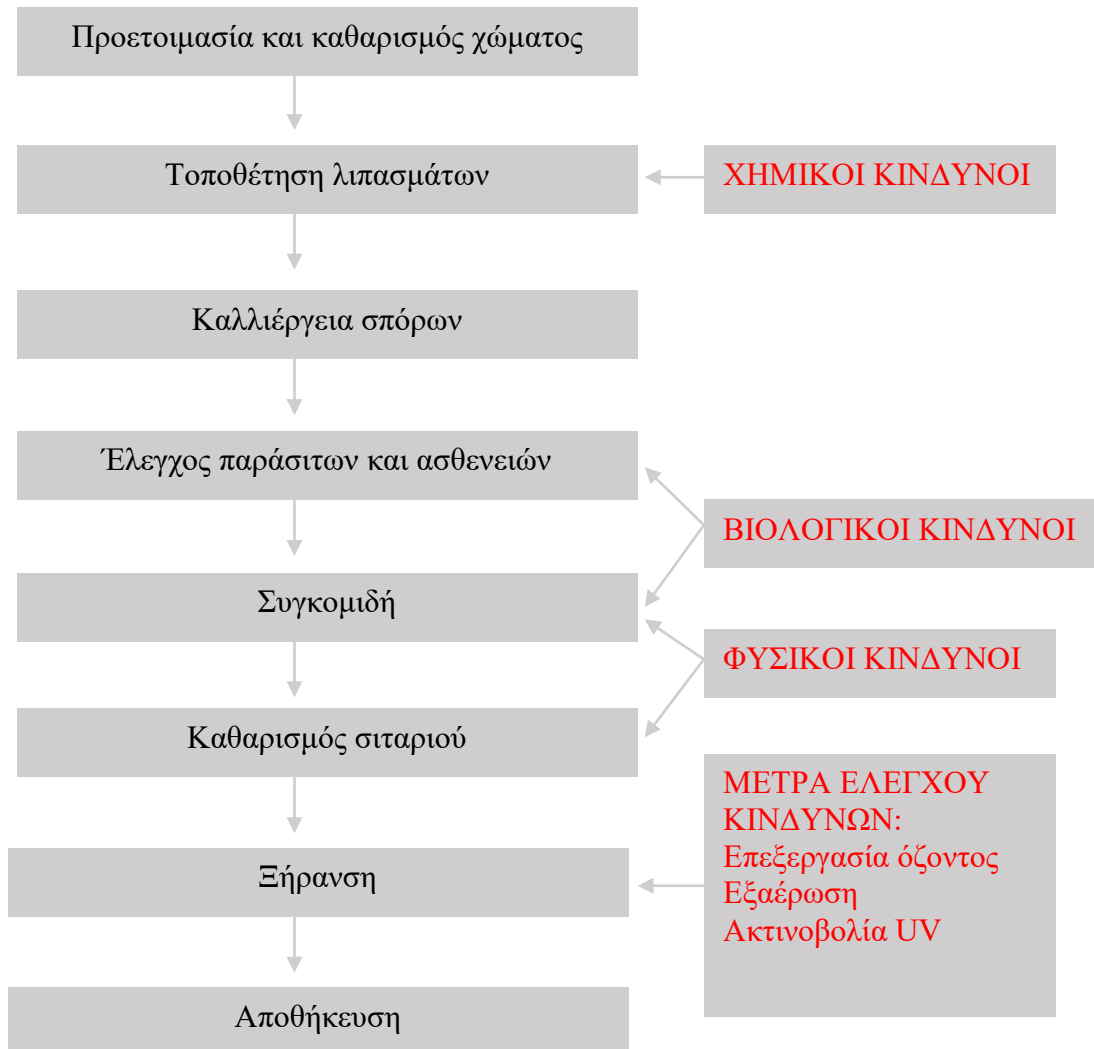 Προετοιμασία και καθαρισμός χώματος
Τοποθέτηση λιπασμάτων
ΧΗΜΙΚΟΙ ΚΙΝΔΥΝΟΙ
Καλλιέργεια σπόρων
Έλεγχος παράσιτων και ασθενειών
ΒΙΟΛΟΓΙΚΟΙ ΚΙΝΔΥΝΟΙ
Συγκομιδή
ΦΥΣΙΚΟΙ ΚΙΝΔΥΝΟΙ
Καθαρισμός σιταριού
ΜΕΤΡΑ ΕΛΕΓΧΟΥ
ΚΙΝΔΥΝΩΝ:
Επεξεργασία όζοντος
Εξαέρωση
Ακτινοβολία UV
Ξήρανση
Αποθήκευση